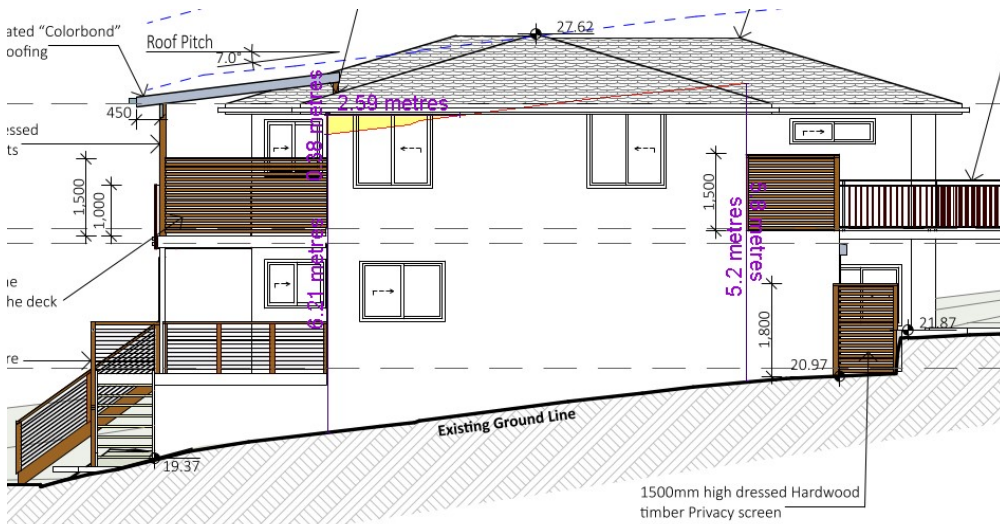 ated “Colorbond”
oofing
Roof Pitch
7.0°
27.62
450
2.59 metres
0.38 metres
essed
ts
1,500
1,000
1,500
5.8 metres
5.2 metres
6.21 metres
he deck
1,800
21.87
20.97
re
Existing Ground Line
19.37
1500mm high dressed Hardwood
timber Privacy screen